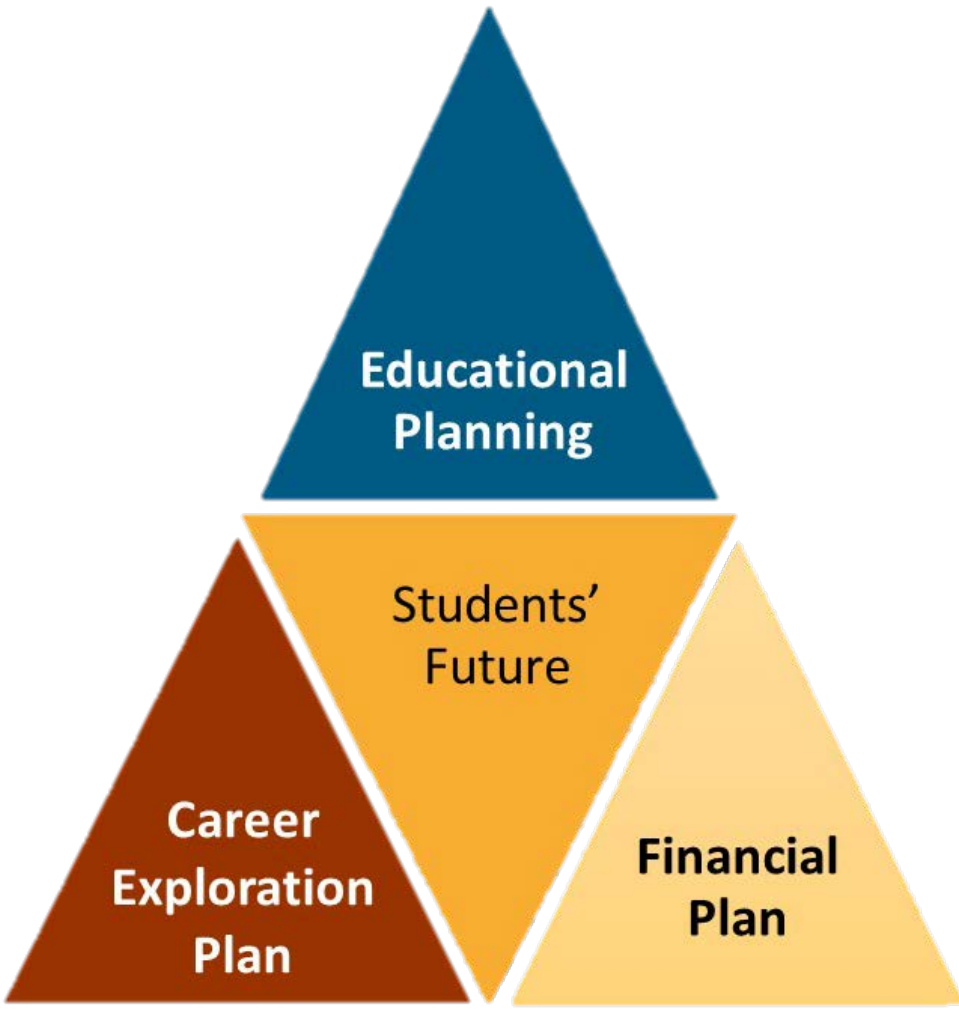 Educational
Planning
Students’
Future
Career
Exploration
Plan
Financial
Plan